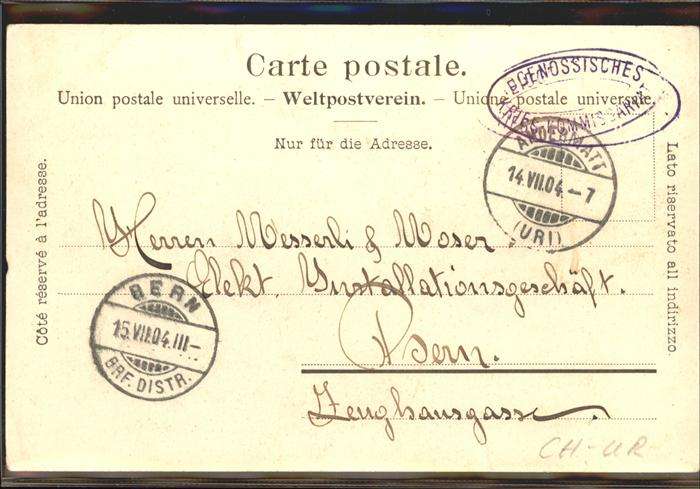 Carte postale.
Union postale universelle. – Weltpostverein. – Unione postale universale.
Nur für die Adresse.
EIDGENÖSSISCHES
KRIEGSKOMMISSARIAT
ANDERMATT
14.VII.04–7
(URI)
Côté réservé à l'adresse.
Lato riservato all indirizzo.
Herren Messerli & Moser
Elekt. Installationsgeschäft.
Bern.
Zeughausgasse.
BERN
15.VII.04.III–
BRF. DISTR.
CH-UR